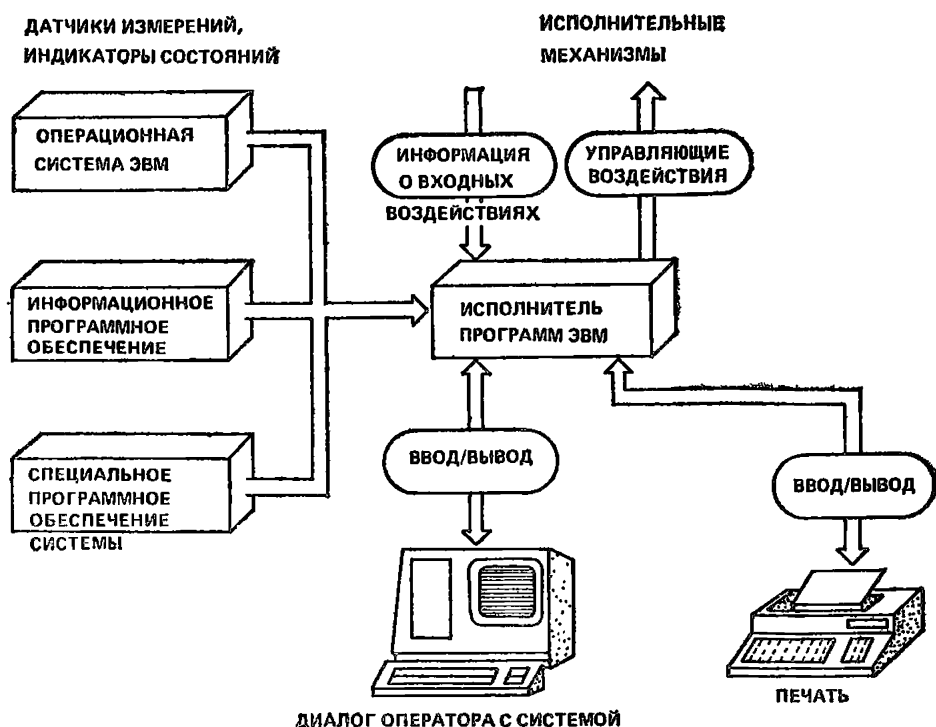 ДАТЧИКИ ИЗМЕРЕНИЙ,
ИНДИКАТОРЫ СОСТОЯНИЙ
ИСПОЛНИТЕЛЬНЫЕ
МЕХАНИЗМЫ
ОПЕРАЦИОННАЯ
СИСТЕМА ЭВМ
ИНФОРМАЦИЯ
О ВХОДНЫХ
ВОЗДЕЙСТВИЯХ
УПРАВЛЯЮЩИЕ
ВОЗДЕЙСТВИЯ
ИНФОРМАЦИОННОЕ
ПРОГРАММНОЕ
ОБЕСПЕЧЕНИЕ
ИСПОЛНИТЕЛЬ
ПРОГРАММ ЭВМ
СПЕЦИАЛЬНОЕ
ПРОГРАММНОЕ
ОБЕСПЕЧЕНИЕ
СИСТЕМЫ
ВВОД/ВЫВОД
ВВОД/ВЫВОД
ДИАЛОГ ОПЕРАТОРА С СИСТЕМОЙ
ПЕЧАТЬ